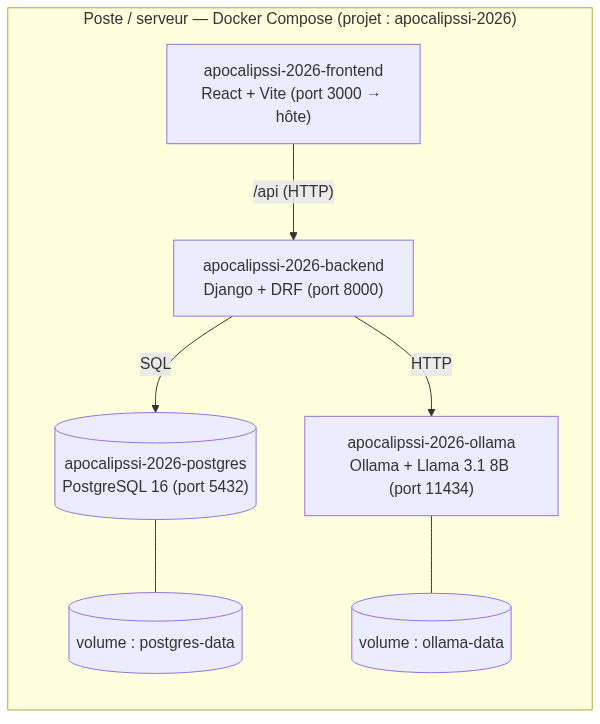 Poste / serveur — Docker Compose (projet : apocalipssi-2026)
apocalipssi-2026-frontend
React + Vite (port 3000 →
hôte)
/api (HTTP)
apocalipssi-2026-backend
Django + DRF (port 8000)
SQL
HTTP
apocalipssi-2026-postgres
PostgreSQL 16 (port 5432)
apocalipssi-2026-ollama
Ollama + Llama 3.1 8B
(port 11434)
volume : postgres-data
volume : ollama-data